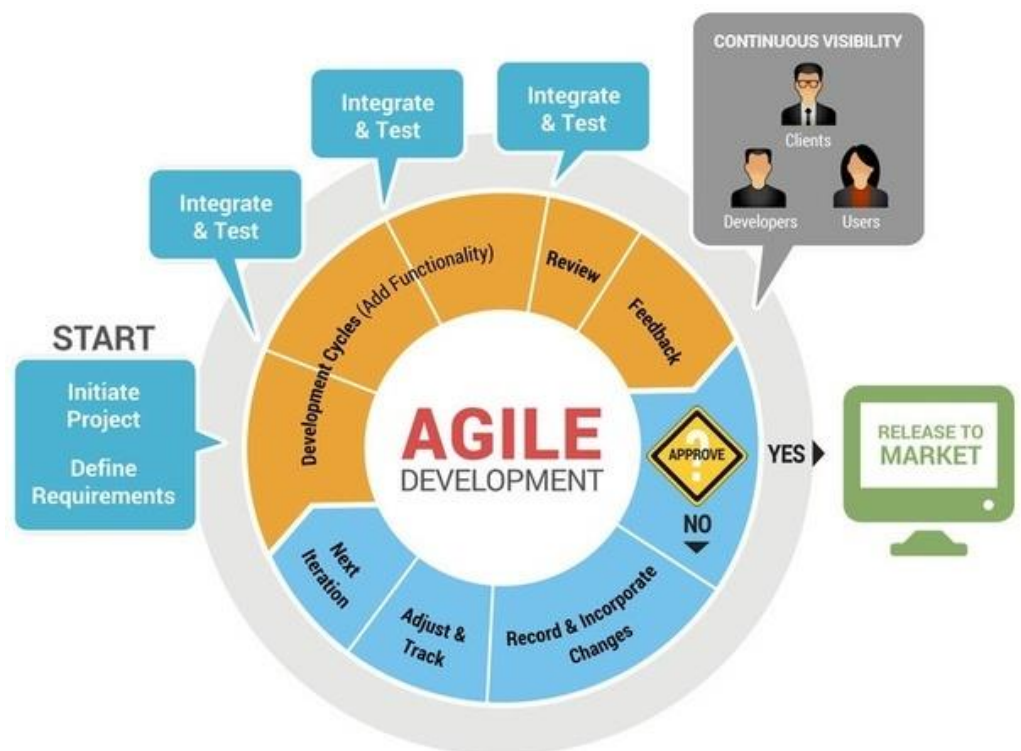 START
Initiate
Project
Define
Requirements
Integrate
& Test
Integrate
& Test
Integrate
& Test
CONTINUOUS VISIBILITY
Clients
Developers
Users
Development Cycles (Add Functionality)
Review
Feedback
AGILE
DEVELOPMENT
?
APPROVE
YES
RELEASE TO
MARKET
NO
Record & Incorporate
Changes
Adjust &
Track
Next
Iteration